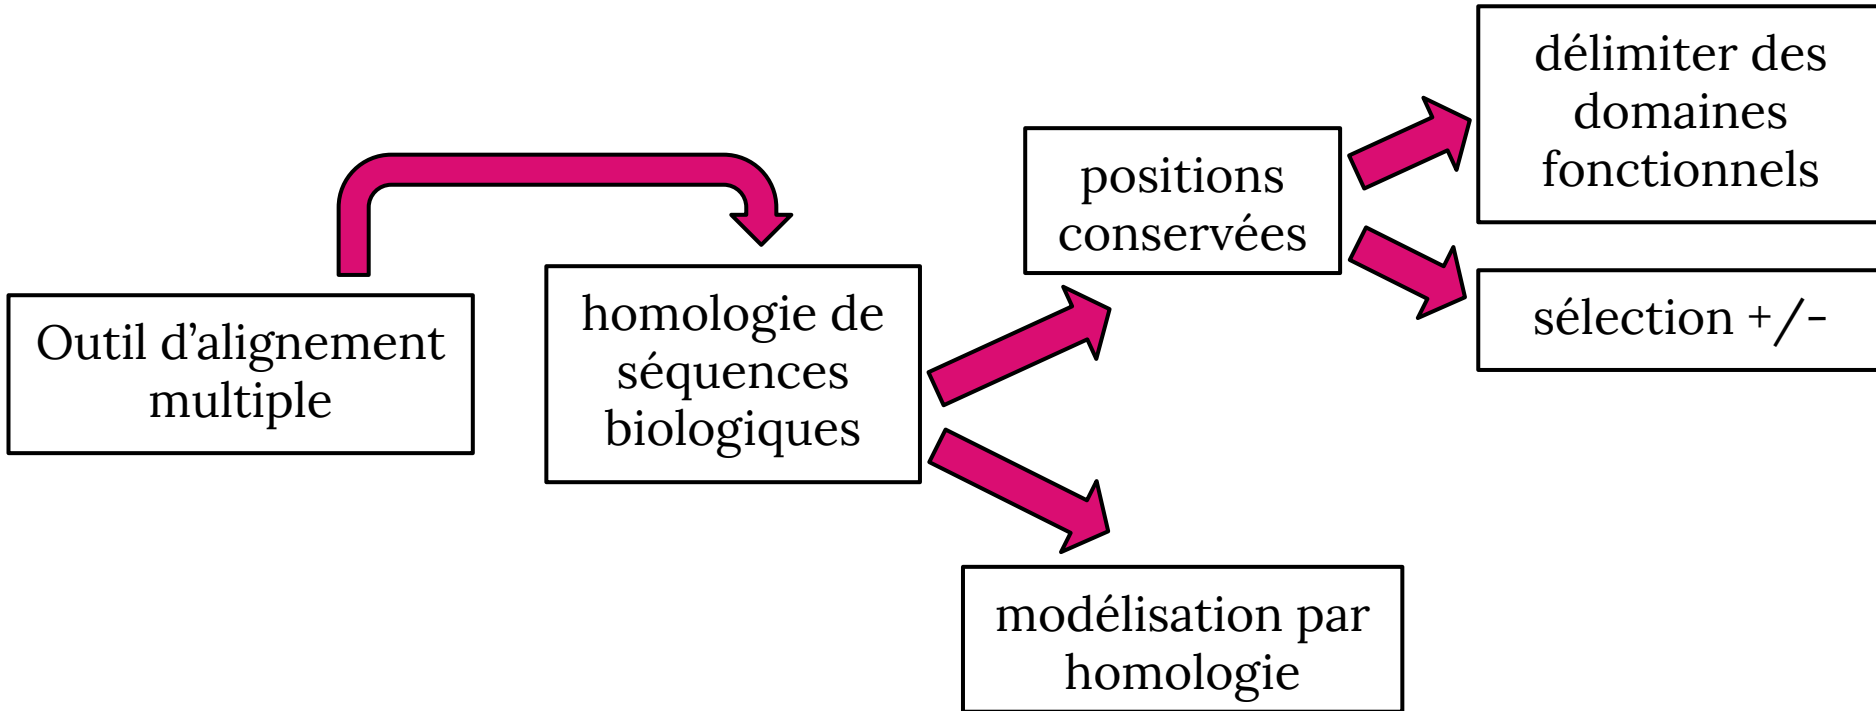 Outil d’alignement
multiple
homologie de
séquences
biologiques
positions
conservées
délimiter des
domaines
fonctionnels
sélection +/-
modélisation par
homologie